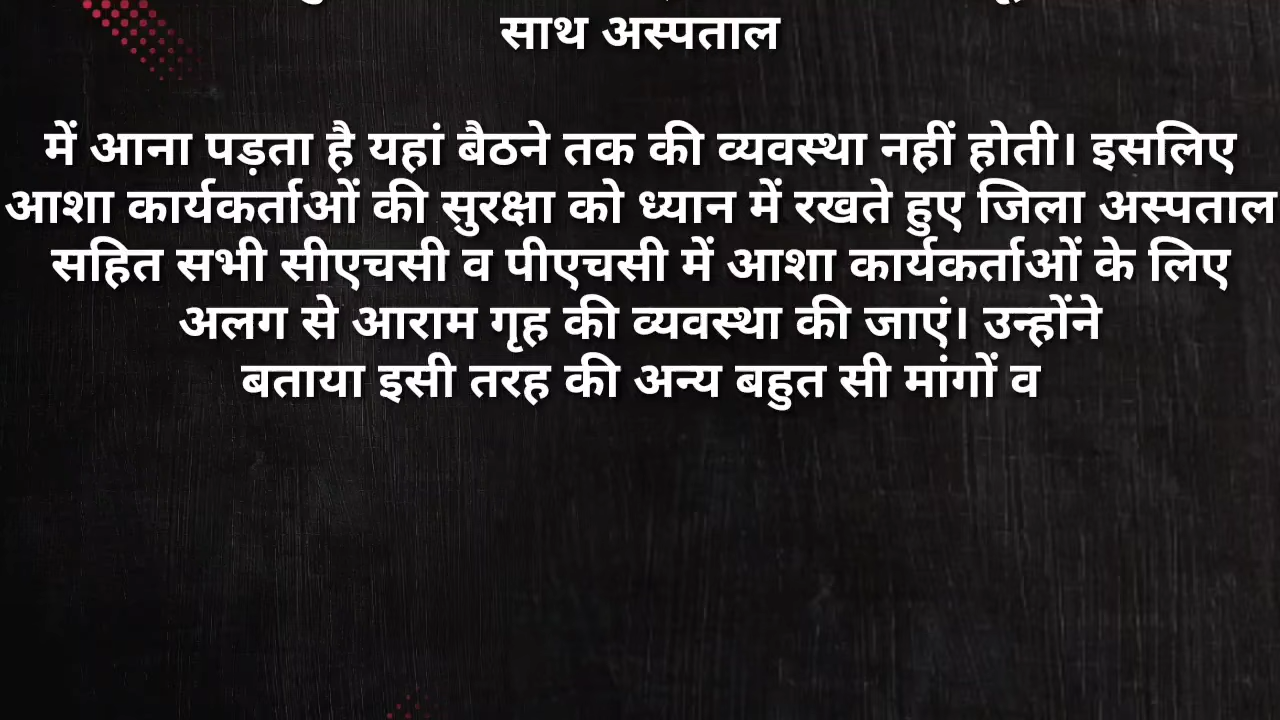 साथ अस्पताल
में आना पड़ता है यहां बैठने तक की व्यवस्था नहीं होती। इसलिए
आशा कार्यकर्ताओं की सुरक्षा को ध्यान में रखते हुए जिला अस्पताल
सहित सभी सीएचसी व पीएचसी में आशा कार्यकर्ताओं के लिए
अलग से आराम गृह की व्यवस्था की जाएं। उन्होंने
बताया इसी तरह की अन्य बहुत सी मांगों व